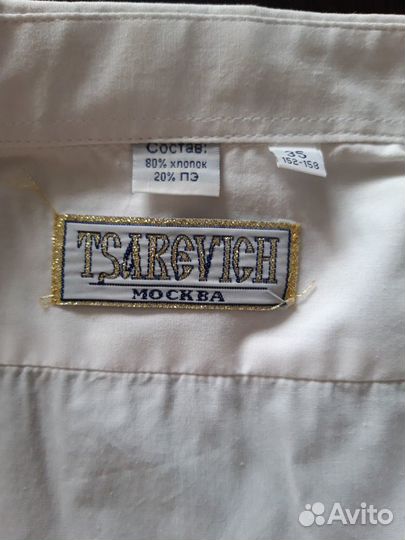 Состав:
80% хлопок
20% ПЭ
35
152-158
TSAREVICH
МОСКВА
Avito